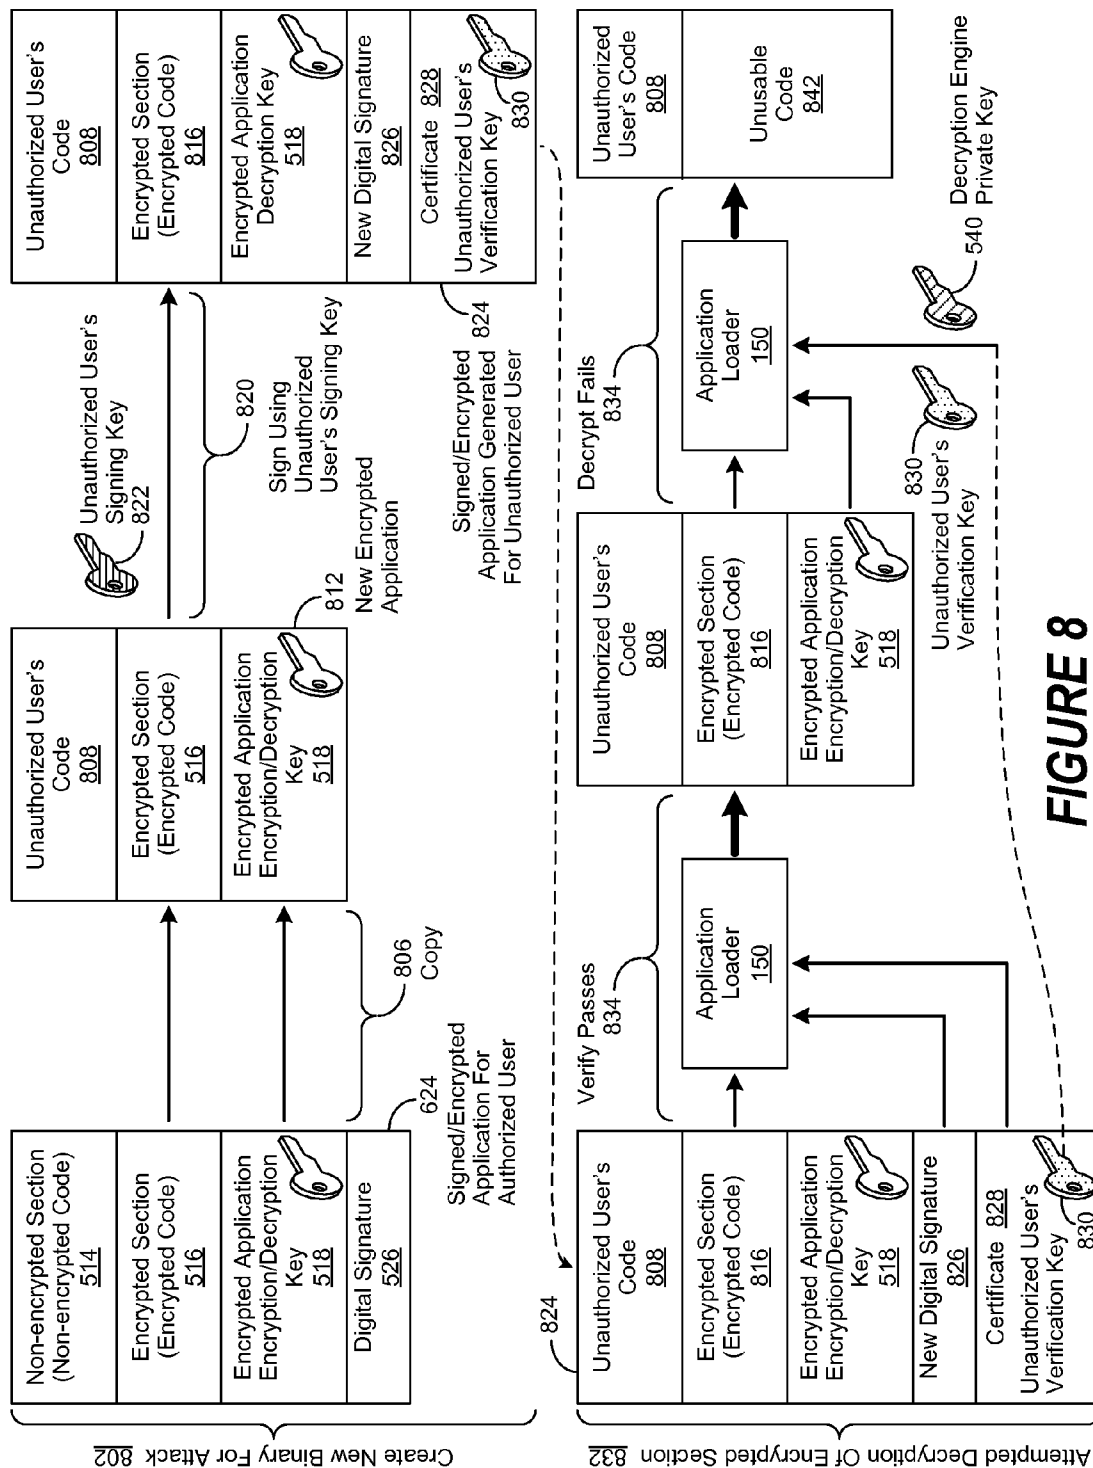 Create New Binary For Attack 802
Non-encrypted Section
(Non-encrypted Code)
514
Encrypted Section
(Encrypted Code)
516
Encrypted Application
Encryption/Decryption
Key
518
Digital Signature
526
624
Signed/Encrypted
Application For
Authorized User
806
Copy
Unauthorized User's
Code
808
Encrypted Section
(Encrypted Code)
516
Encrypted Application
Encryption/Decryption
Key
518
812
New Encrypted
Application
Unauthorized User's
Signing Key
822
820
Sign Using
Unauthorized
User's Signing Key
Unauthorized User's
Code
808
Encrypted Section
(Encrypted Code)
816
Encrypted Application
Decryption Key
518
New Digital Signature
826
Certificate 828
Unauthorized User's
Verification Key
830
824
Signed/Encrypted
Application Generated
For Unauthorized User
Attempted Decryption Of Encrypted Section 832
824
Unauthorized User's
Code
808
Encrypted Section
(Encrypted Code)
816
Encrypted Application
Encryption/Decryption
Key
518
New Digital Signature
826
Certificate 828
Unauthorized User's
Verification Key
830
Verify Passes
834
Application
Loader
150
Unauthorized User's
Code
808
Encrypted Section
(Encrypted Code)
816
Encrypted Application
Encryption/Decryption
Key
518
Decrypt Fails
834
Application
Loader
150
830
Unauthorized User's
Verification Key
540
Decryption Engine
Private Key
Unauthorized
User's Code
808
Unusable
Code
842
FIGURE 8